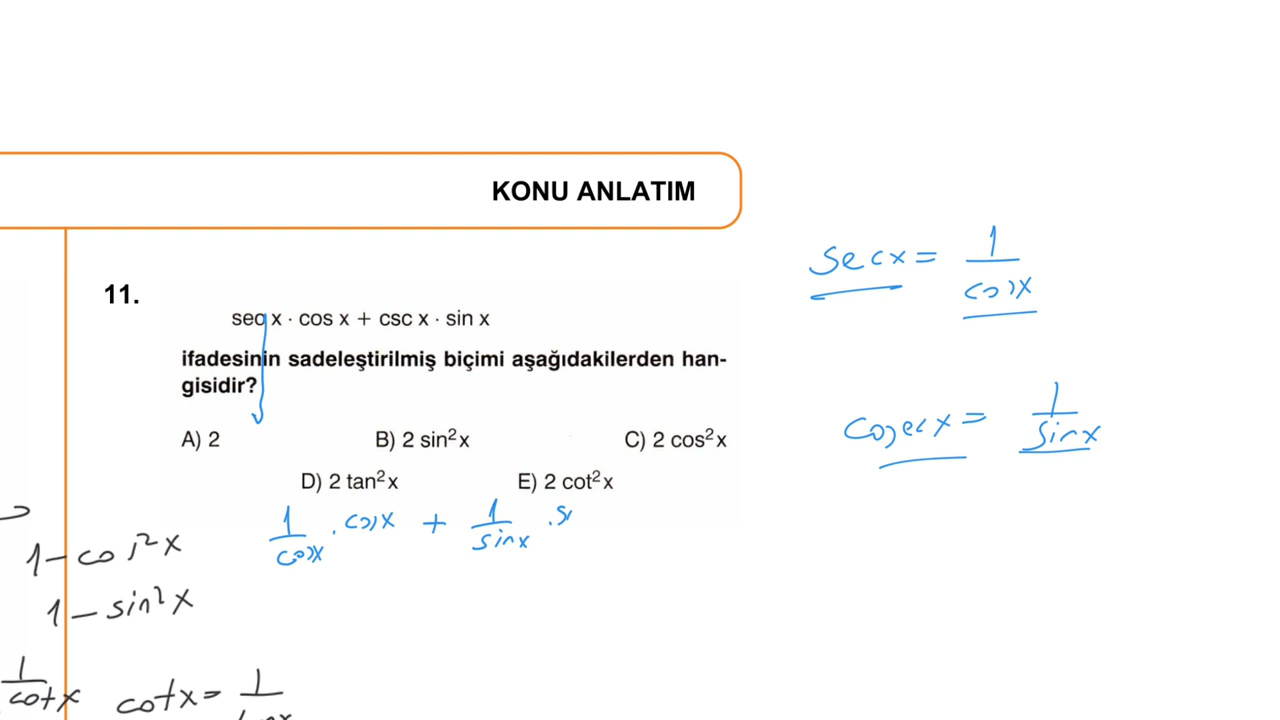 KONU ANLATIM
11.
sec x · cos x + csc x · sin x
ifadesinin sadeleştirilmiş biçimi aşağıdakilerden han-
gisidir?
A) 2 B) 2 sin²x C) 2 cos²x
D) 2 tan²x E) 2 cot²x
secx = 1/cosx
cosecx = 1/sinx
1/cosx . cosx + 1/sinx .s
1 - cos²x
1 - sin²x
1/cotx cotx = 1/